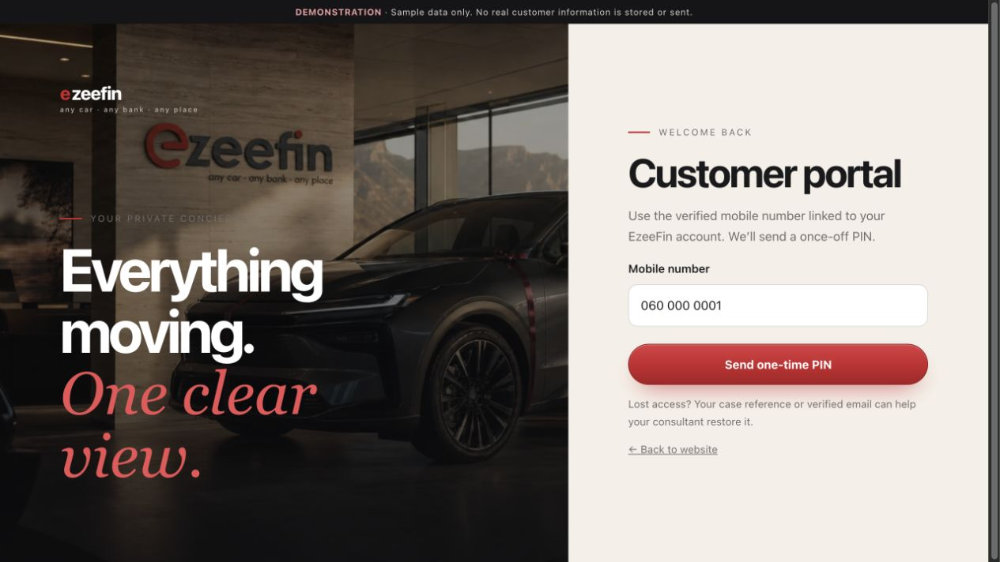 DEMONSTRATION · Sample data only. No real customer information is stored or sent.
ezeefin
any car · any bank · any place
ezeefin
any car · any bank · any place
YOUR PRIVATE
Everything
moving.
One clear
view.
WELCOME BACK
Customer portal
Use the verified mobile number linked to your
EzeeFin account. We’ll send a once-off PIN.
Mobile number
060 000 0001
Send one-time PIN
Lost access? Your case reference or verified email can help
your consultant restore it.
← Back to website